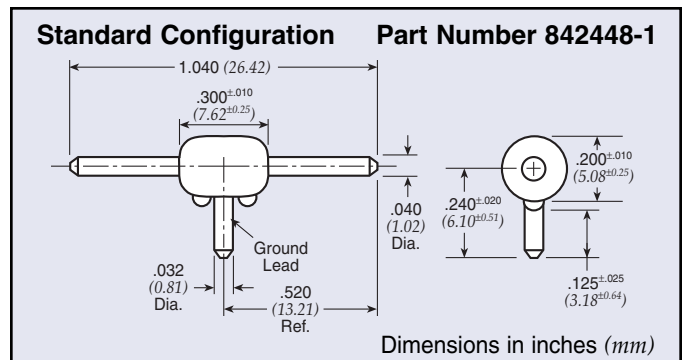 Standard Configuration Part Number 842448-1
1.040 (26.42)
.300±.010
(7.62±0.25)
.200±.010
(5.08±0.25)
.040
(1.02)
Dia.
.240±.020
(6.10±0.51)
Ground
Lead
.032
(0.81)
Dia.
.520
(13.21)
Ref.
.125±.025
(3.18±0.64)
Dimensions in inches (mm)